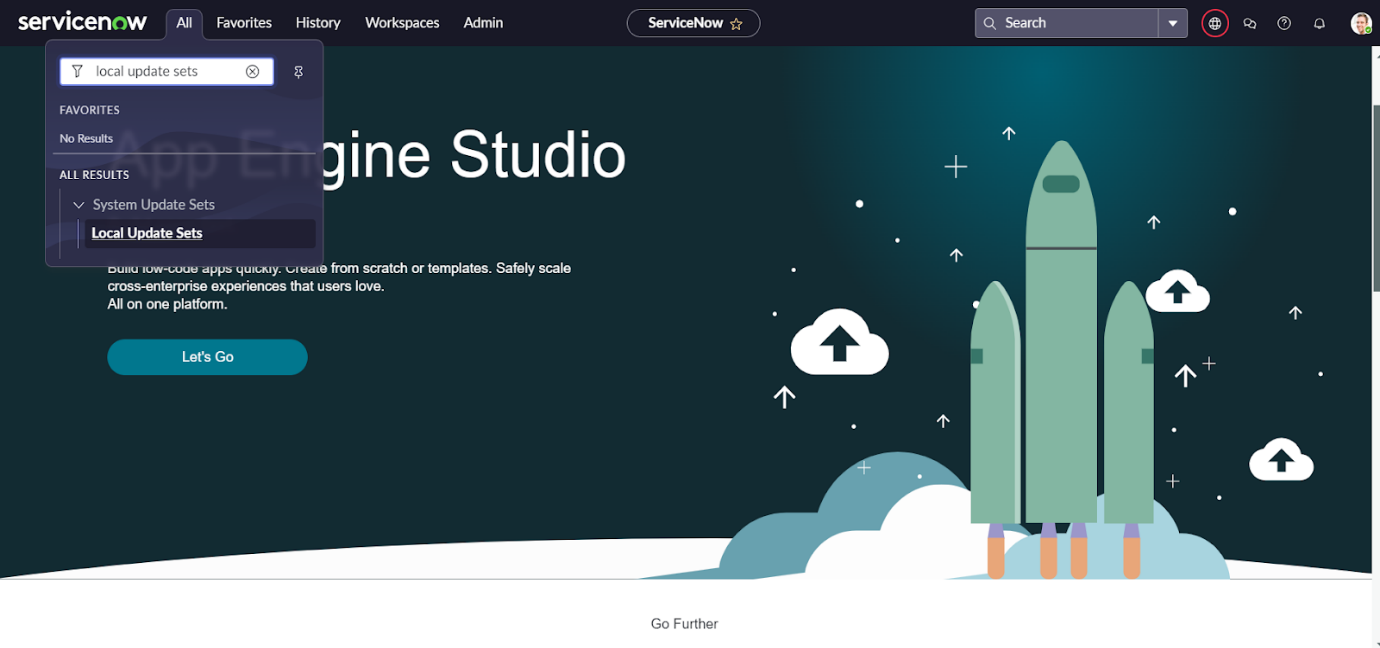 servicenow All Favorites History Workspaces Admin ServiceNow Search
local update sets
FAVORITES
No Results
App Engine Studio
ALL RESULTS
System Update Sets
Local Update Sets
Build low-code apps quickly. Create from scratch or templates. Safely scale
cross-enterprise experiences that users love.
All on one platform.
Let's Go
Go Further